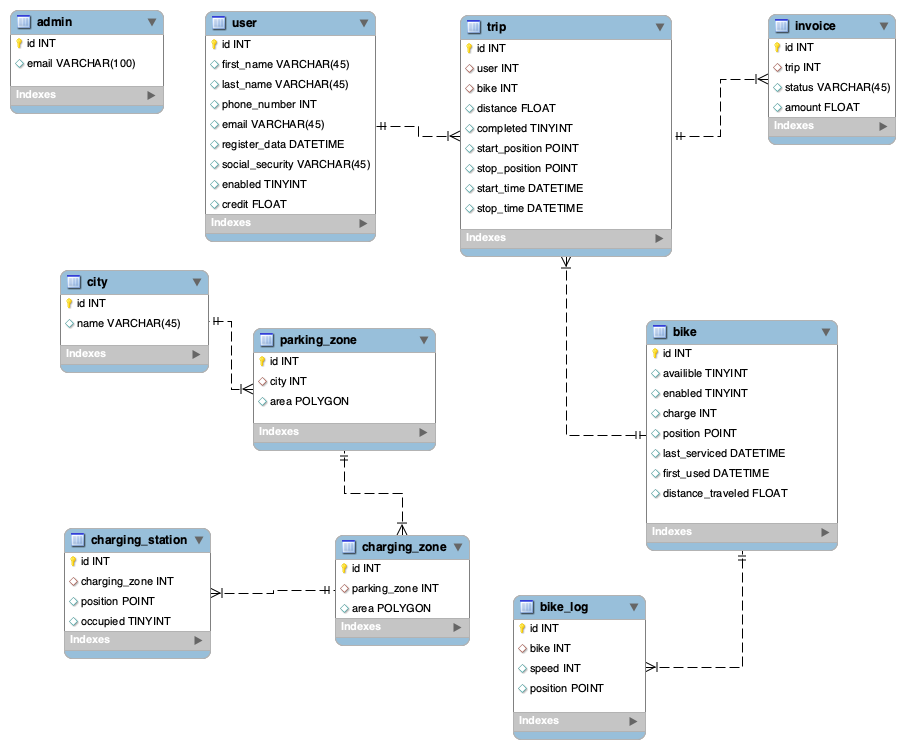 admin
id INT
email VARCHAR(100)
Indexes
user
id INT
first_name VARCHAR(45)
last_name VARCHAR(45)
phone_number INT
email VARCHAR(45)
register_data DATETIME
social_security VARCHAR(45)
enabled TINYINT
credit FLOAT
Indexes
trip
id INT
user INT
bike INT
distance FLOAT
completed TINYINT
start_position POINT
stop_position POINT
start_time DATETIME
stop_time DATETIME
Indexes
invoice
id INT
trip INT
status VARCHAR(45)
amount FLOAT
Indexes
city
id INT
name VARCHAR(45)
Indexes
parking_zone
id INT
city INT
area POLYGON
Indexes
bike
id INT
availible TINYINT
enabled TINYINT
charge INT
position POINT
last_serviced DATETIME
first_used DATETIME
distance_traveled FLOAT
Indexes
charging_station
id INT
charging_zone INT
position POINT
occupied TINYINT
Indexes
charging_zone
id INT
parking_zone INT
area POLYGON
Indexes
bike_log
id INT
bike INT
speed INT
position POINT
Indexes